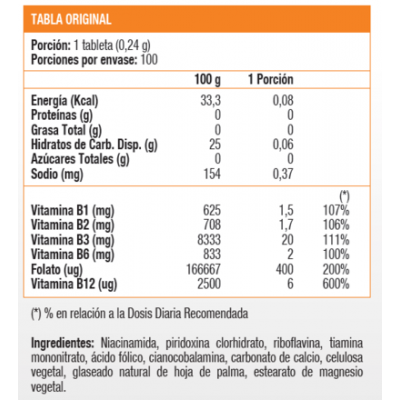 TABLA ORIGINAL
Porción: 1 tableta (0,24 g)
Porciones por envase: 100
100 g 1 Porción
Energía (Kcal) 33,3 0,08
Proteínas (g) 0 0
Grasa Total (g) 0 0
Hidratos de Carb. Disp. (g) 25 0,06
Azúcares Totales (g) 0 0
Sodio (mg) 154 0,37
(*)
Vitamina B1 (mg) 625 1,5 107%
Vitamina B2 (mg) 708 1,7 106%
Vitamina B3 (mg) 8333 20 111%
Vitamina B6 (mg) 833 2 100%
Folato (ug) 166667 400 200%
Vitamina B12 (ug) 2500 6 600%
(*) % en relación a la Dosis Diaria Recomendada
Ingredientes: Niacinamida, piridoxina clorhidrato, riboflavina, tiamina
mononitrato, ácido fólico, cianocobalamina, carbonato de calcio, celulosa
vegetal, glaseado natural de hoja de palma, estearato de magnesio
vegetal.